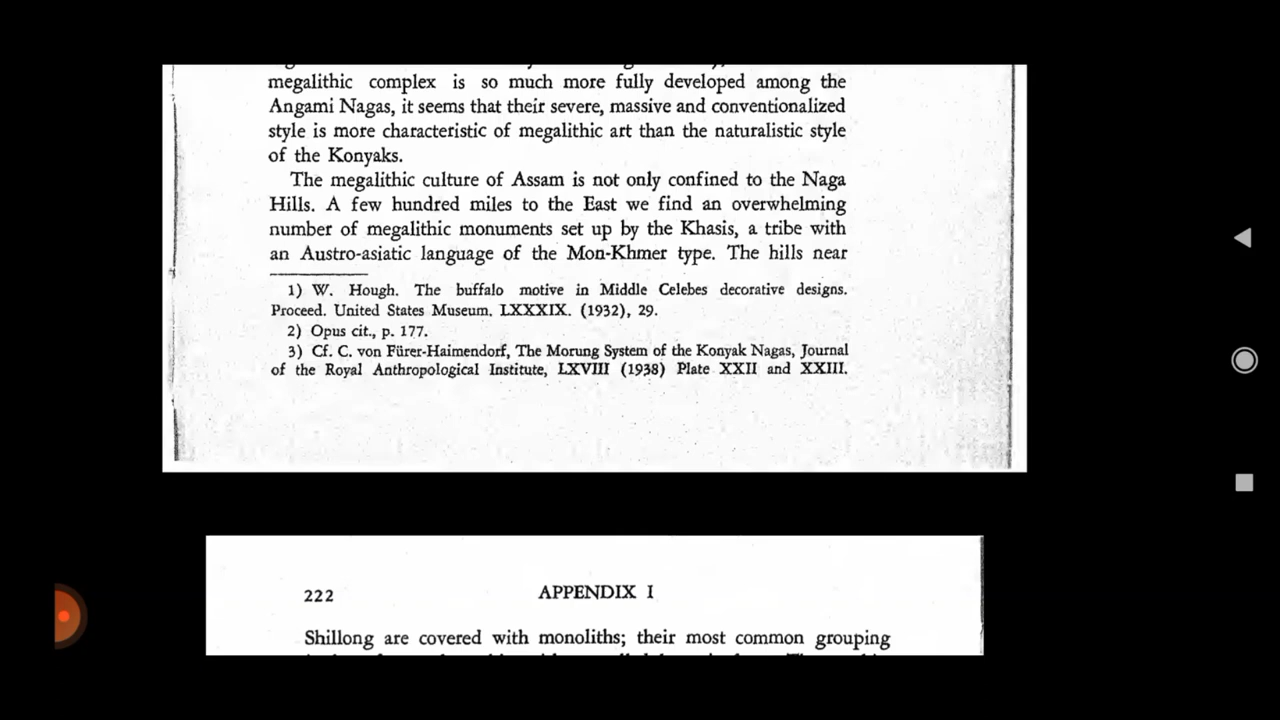 megalithic complex is so much more fully developed among the
Angami Nagas, it seems that their severe, massive and conventionalized
style is more characteristic of megalithic art than the naturalistic style
of the Konyaks.
The megalithic culture of Assam is not only confined to the Naga
Hills. A few hundred miles to the East we find an overwhelming
number of megalithic monuments set up by the Khasis, a tribe with
an Austro-asiatic language of the Mon-Khmer type. The hills near
1) W. Hough. The buffalo motive in Middle Celebes decorative designs.
Proceed. United States Museum. LXXXIX. (1932), 29.
2) Opus cit., p. 177.
3) Cf. C. von Fürer-Haimendorf, The Morung System of the Konyak Nagas, Journal
of the Royal Anthropological Institute, LXVIII (1938) Plate XXII and XXIII.
222 APPENDIX I
Shillong are covered with monoliths; their most common grouping